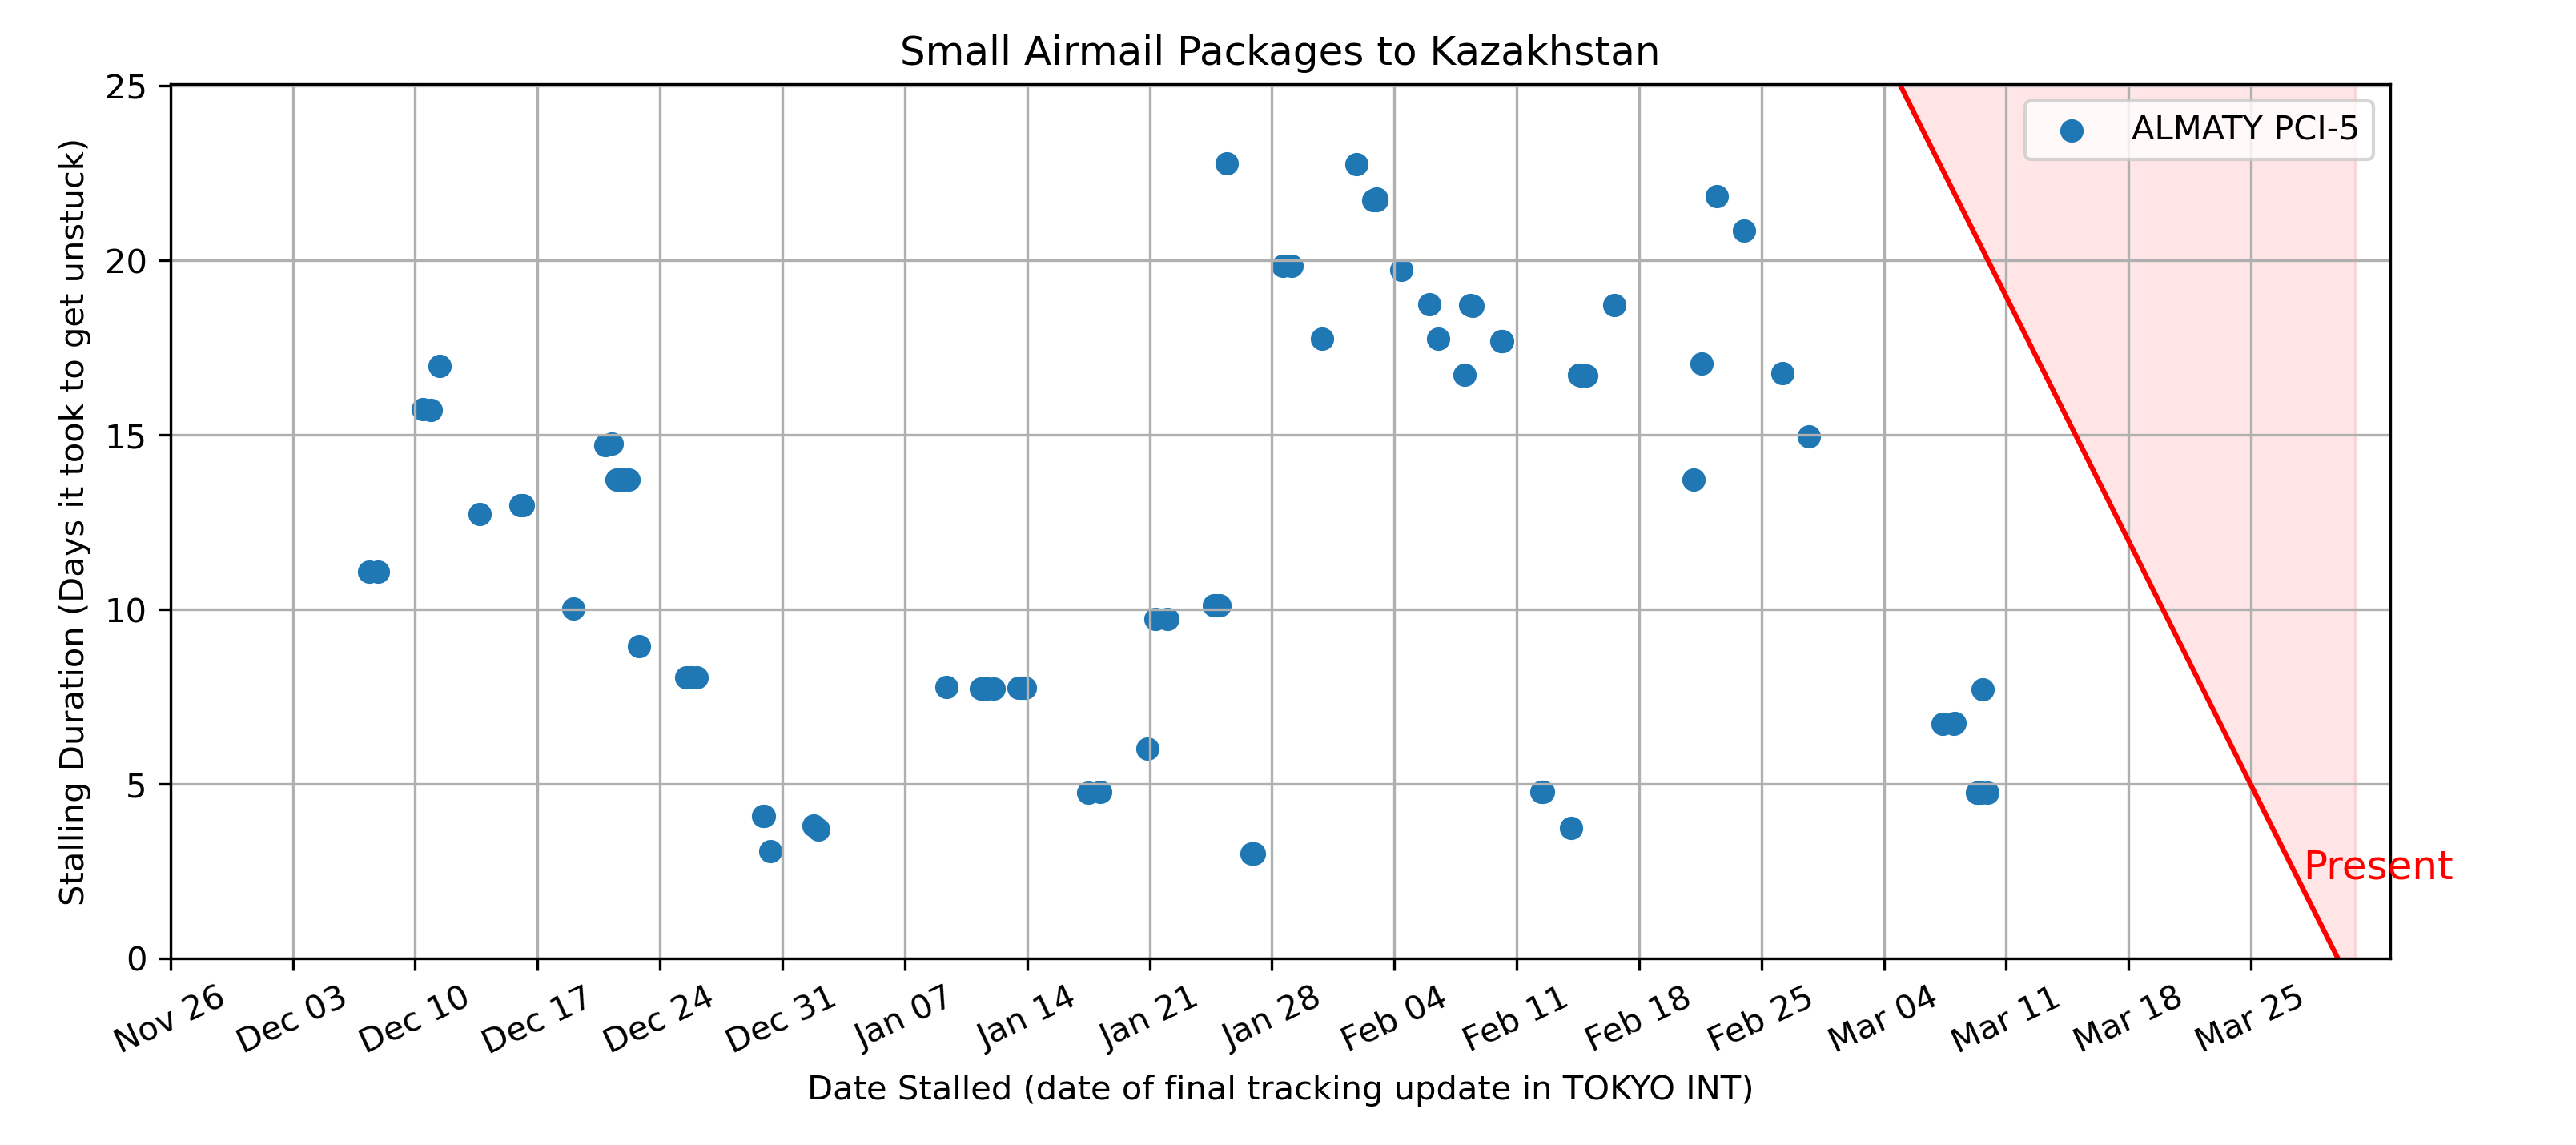 Small Airmail Packages to Kazakhstan
ALMATY PCI-5
Stalling Duration (Days it took to get unstuck)
25
20
15
10
5
0
Present
Nov 26
Dec 03
Dec 10
Dec 17
Dec 24
Dec 31
Jan 07
Jan 14
Jan 21
Jan 28
Feb 04
Feb 11
Feb 18
Feb 25
Mar 04
Mar 11
Mar 18
Mar 25
Date Stalled (date of final tracking update in TOKYO INT)